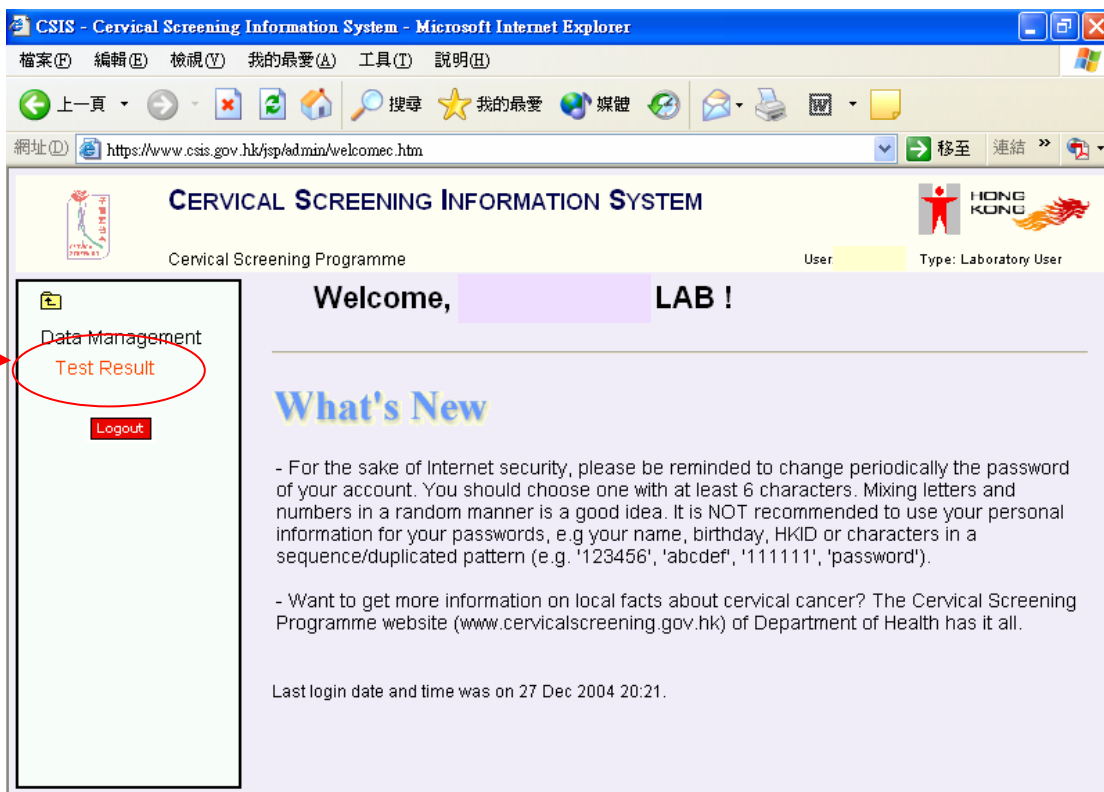 CSIS - Cervical Screening Information System - Microsoft Internet Explorer
檔案(F) 編輯(E) 檢視(V) 我的最愛(A) 工具(T) 說明(H)
上一頁 搜尋 我的最愛 媒體
網址(D) https://www.csis.gov.hk/jsp/admin/welcomec.htm 移至 連結 »
CERVICAL SCREENING INFORMATION SYSTEM
HONG
KONG
Cervical Screening Programme User Type: Laboratory User
Welcome, LAB !
Data Management
Test Result
Logout
What's New
- For the sake of Internet security, please be reminded to change periodically the password
of your account. You should choose one with at least 6 characters. Mixing letters and
numbers in a random manner is a good idea. It is NOT recommended to use your personal
information for your passwords, e.g your name, birthday, HKID or characters in a
sequence/duplicated pattern (e.g. '123456', 'abcdef', '111111', 'password').
- Want to get more information on local facts about cervical cancer? The Cervical Screening
Programme website (www.cervicalscreening.gov.hk) of Department of Health has it all.
Last login date and time was on 27 Dec 2004 20:21.